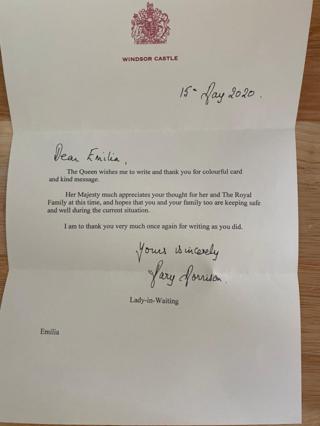 WINDSOR CASTLE
15th May 2020.
Dear Emilia,
The Queen wishes me to write and thank you for colourful card
and kind message.
Her Majesty much appreciates your thought for her and The Royal
Family at this time, and hopes that you and your family too are keeping safe
and well during the current situation.
I am to thank you very much once again for writing as you did.
Yours sincerely
Mary Morrison.
Lady-in-Waiting
Emilia